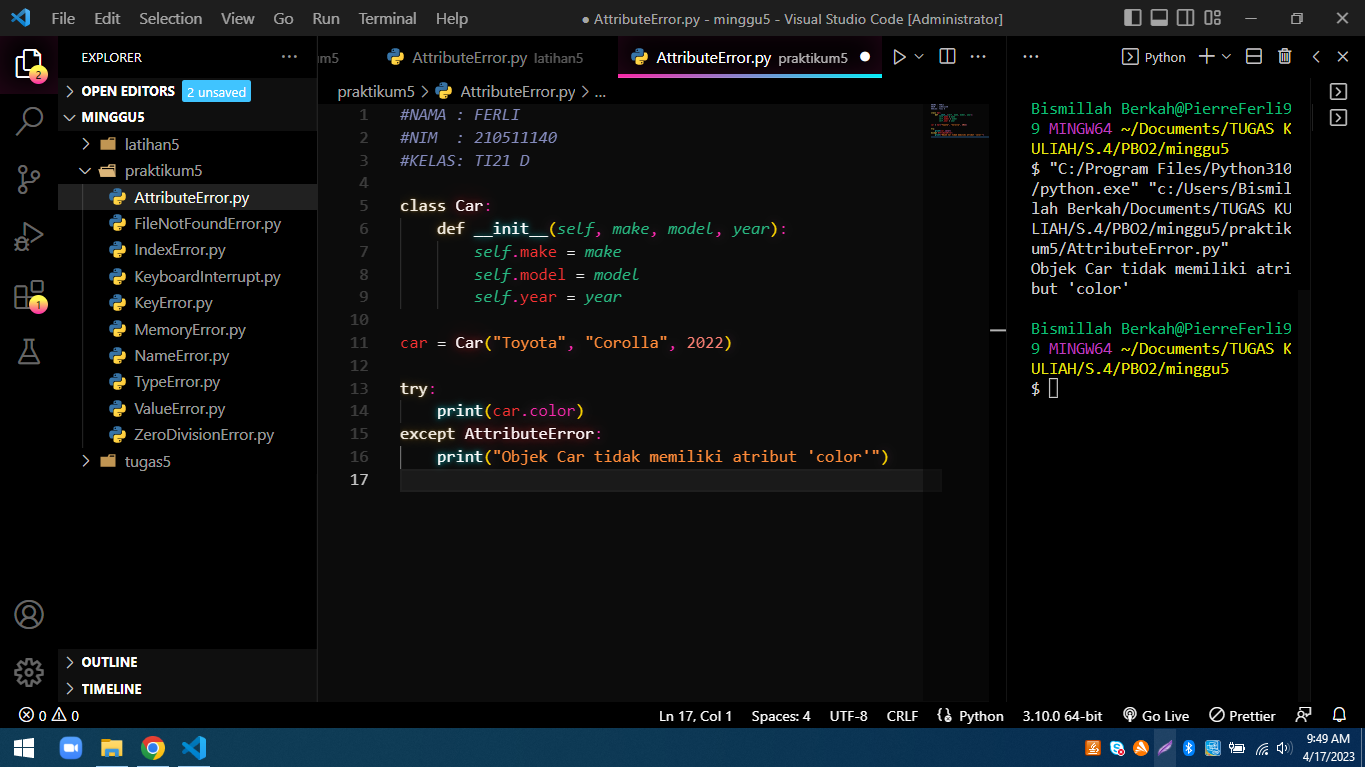 File Edit Selection View Go Run Terminal Help
● AttributeError.py - minggu5 - Visual Studio Code [Administrator]
EXPLORER
OPEN EDITORS 2 unsaved
MINGGU5
latihan5
praktikum5
AttributeError.py
FileNotFoundError.py
IndexError.py
KeyboardInterrupt.py
KeyError.py
MemoryError.py
NameError.py
TypeError.py
ValueError.py
ZeroDivisionError.py
tugas5
OUTLINE
TIMELINE
2
1
m5
AttributeError.py latihan5
AttributeError.py praktikum5
praktikum5 > AttributeError.py > ...
1 #NAMA : FERLI
2 #NIM  : 210511140
3 #KELAS: TI21 D
4
5 class Car:
6     def __init__(self, make, model, year):
7         self.make = make
8         self.model = model
9         self.year = year
10
11 car = Car("Toyota", "Corolla", 2022)
12
13 try:
14     print(car.color)
15 except AttributeError:
16     print("Objek Car tidak memiliki atribut 'color'")
17
Python
Bismillah Berkah@PierreFerli9
9 MINGW64 ~/Documents/TUGAS K
ULIAH/S.4/PBO2/minggu5
$ "C:/Program Files/Python310
/python.exe" "c:/Users/Bismil
lah Berkah/Documents/TUGAS KU
LIAH/S.4/PBO2/minggu5/praktik
um5/AttributeError.py"
Objek Car tidak memiliki atri
but 'color'
Bismillah Berkah@PierreFerli9
9 MINGW64 ~/Documents/TUGAS K
ULIAH/S.4/PBO2/minggu5
$
0 0
Ln 17, Col 1 Spaces: 4 UTF-8 CRLF Python 3.10.0 64-bit Go Live Prettier
9:49 AM
4/17/2023